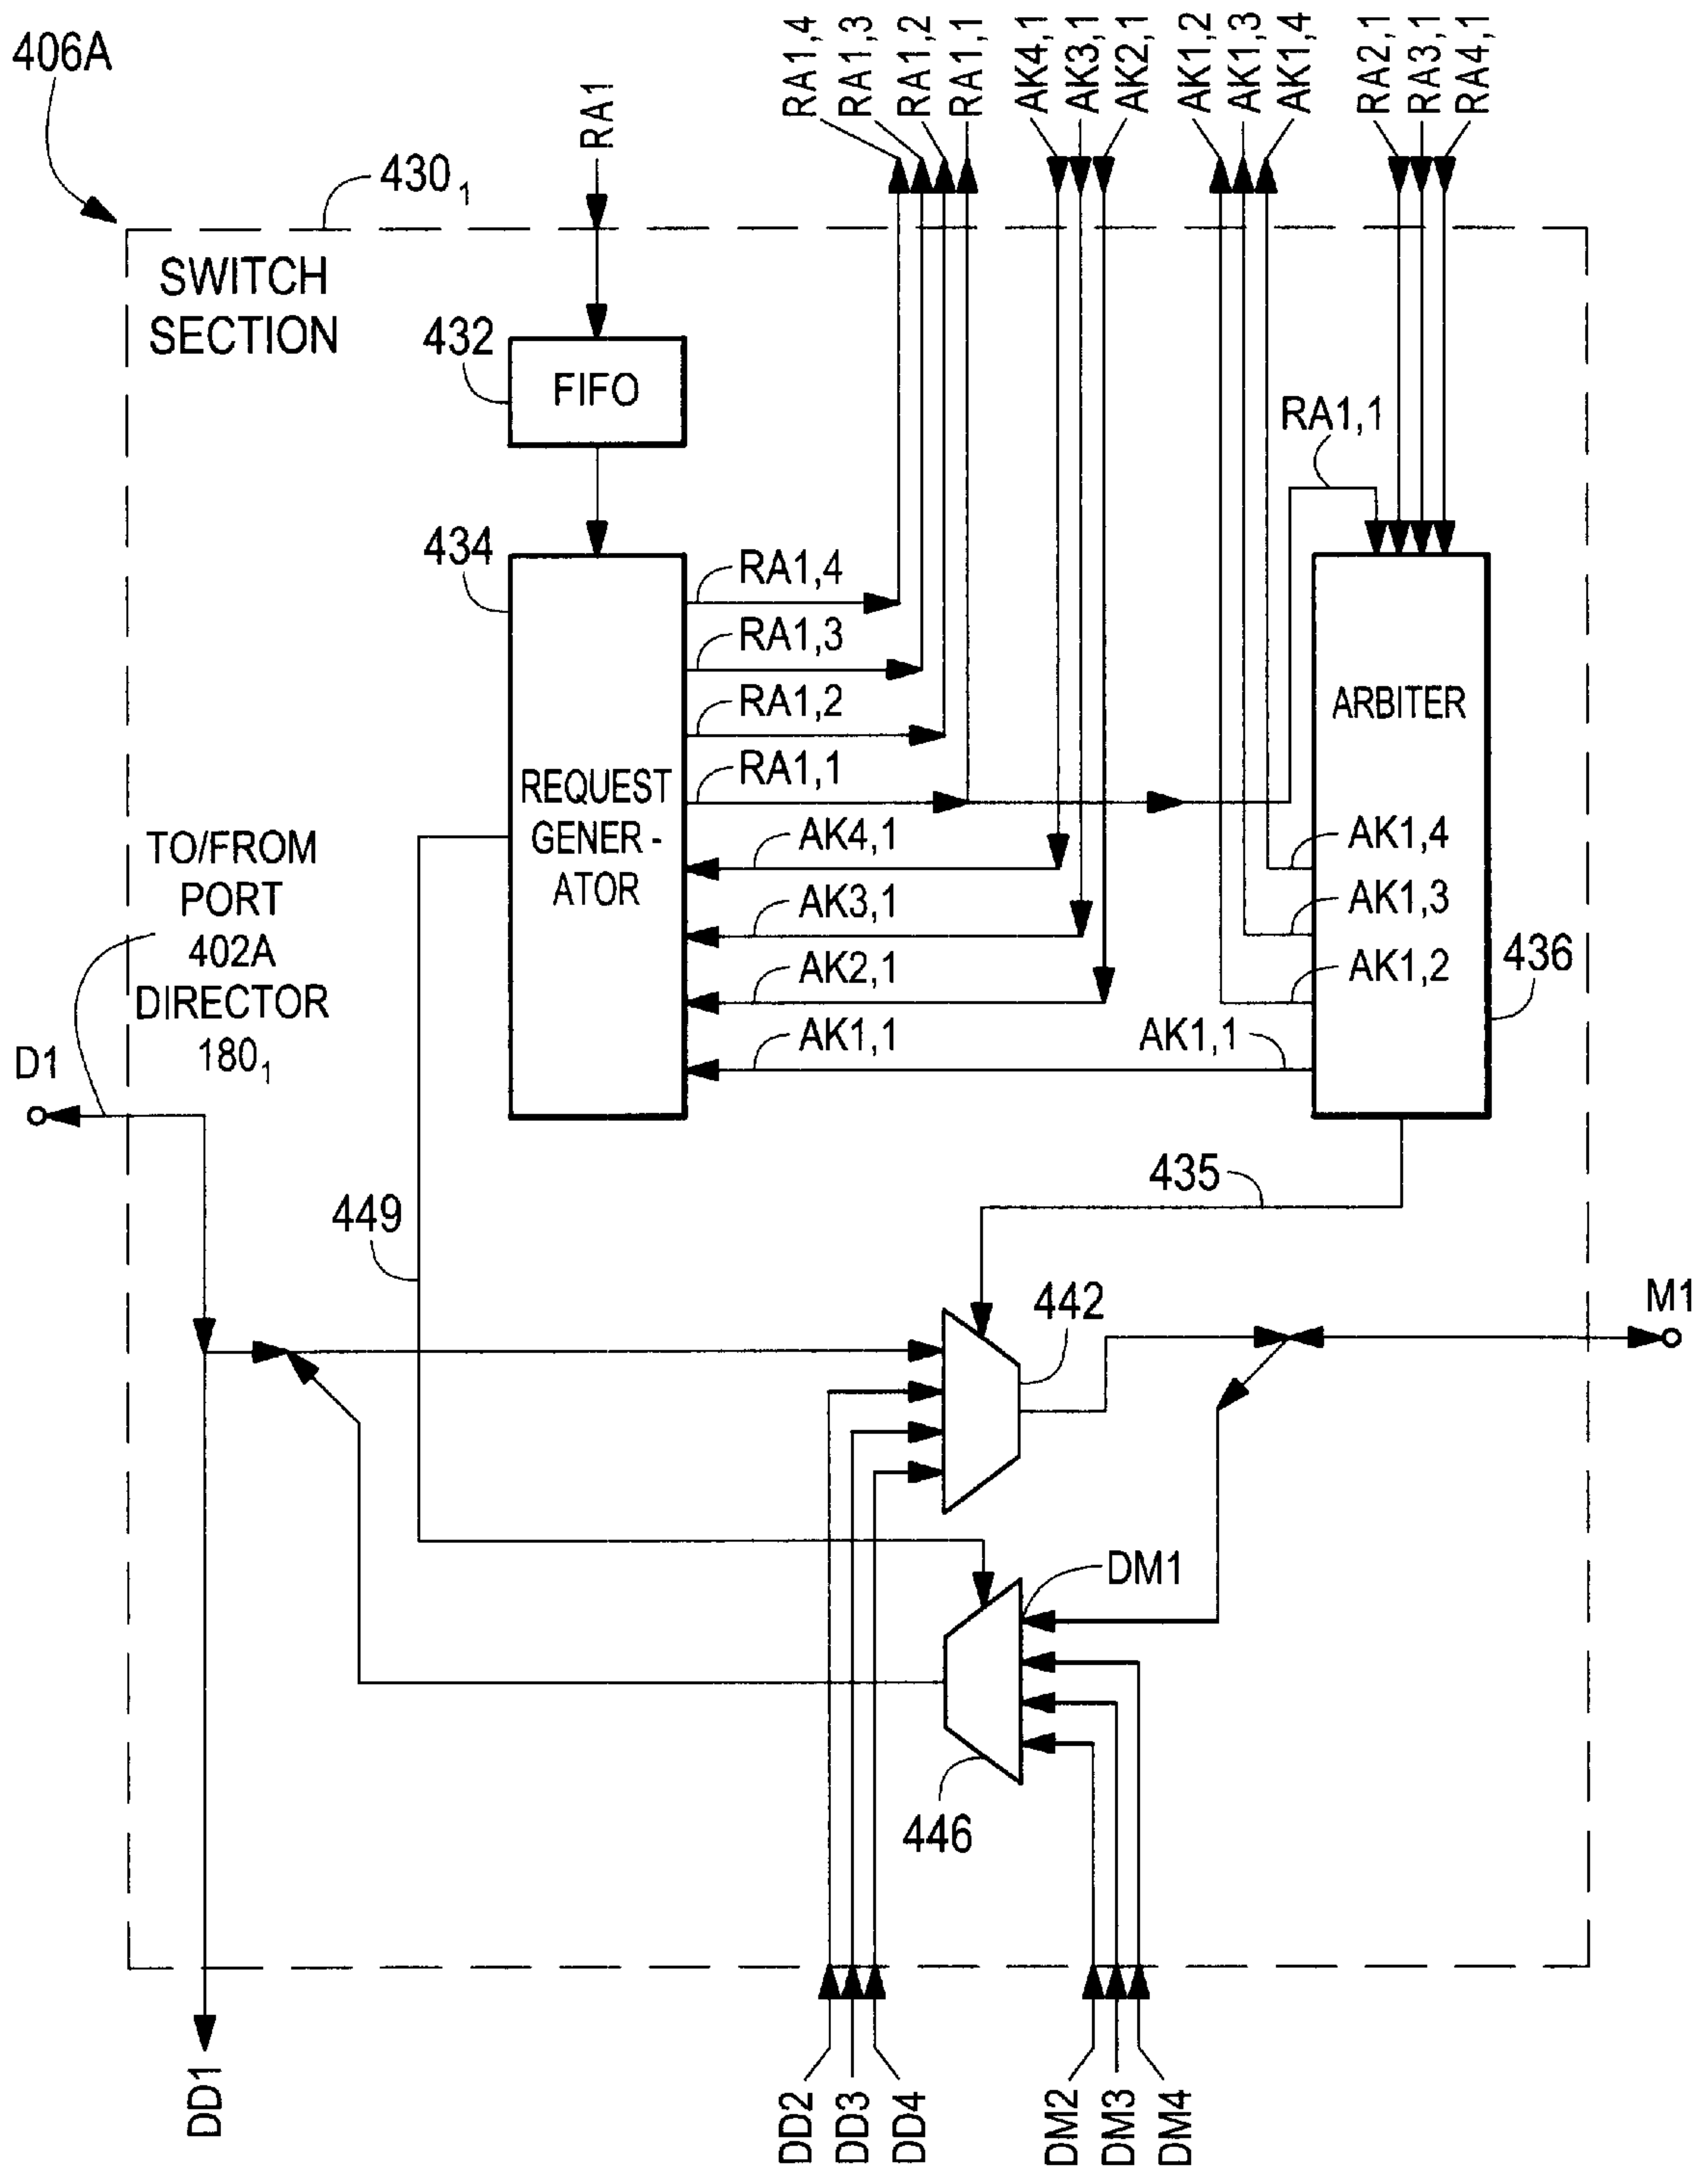 406A
RA1
RA1,4
RA1,3
RA1,2
RA1,1
AK4,1
AK3,1
AK2,1
AK1,2
AK1,3
AK1,4
RA2,1
RA3,1
RA4,1
430₁
SWITCH
SECTION
432
FIFO
RA1,1
434
RA1,4
RA1,3
RA1,2
RA1,1
REQUEST
GENER-
ATOR
AK4,1
AK3,1
AK2,1
AK1,1
AK1,1
ARBITER
AK1,4
AK1,3
AK1,2
436
TO/FROM
PORT
402A
DIRECTOR
180₁
D1
435
449
442
M1
DM1
446
DD1
DD2
DD3
DD4
DM2
DM3
DM4